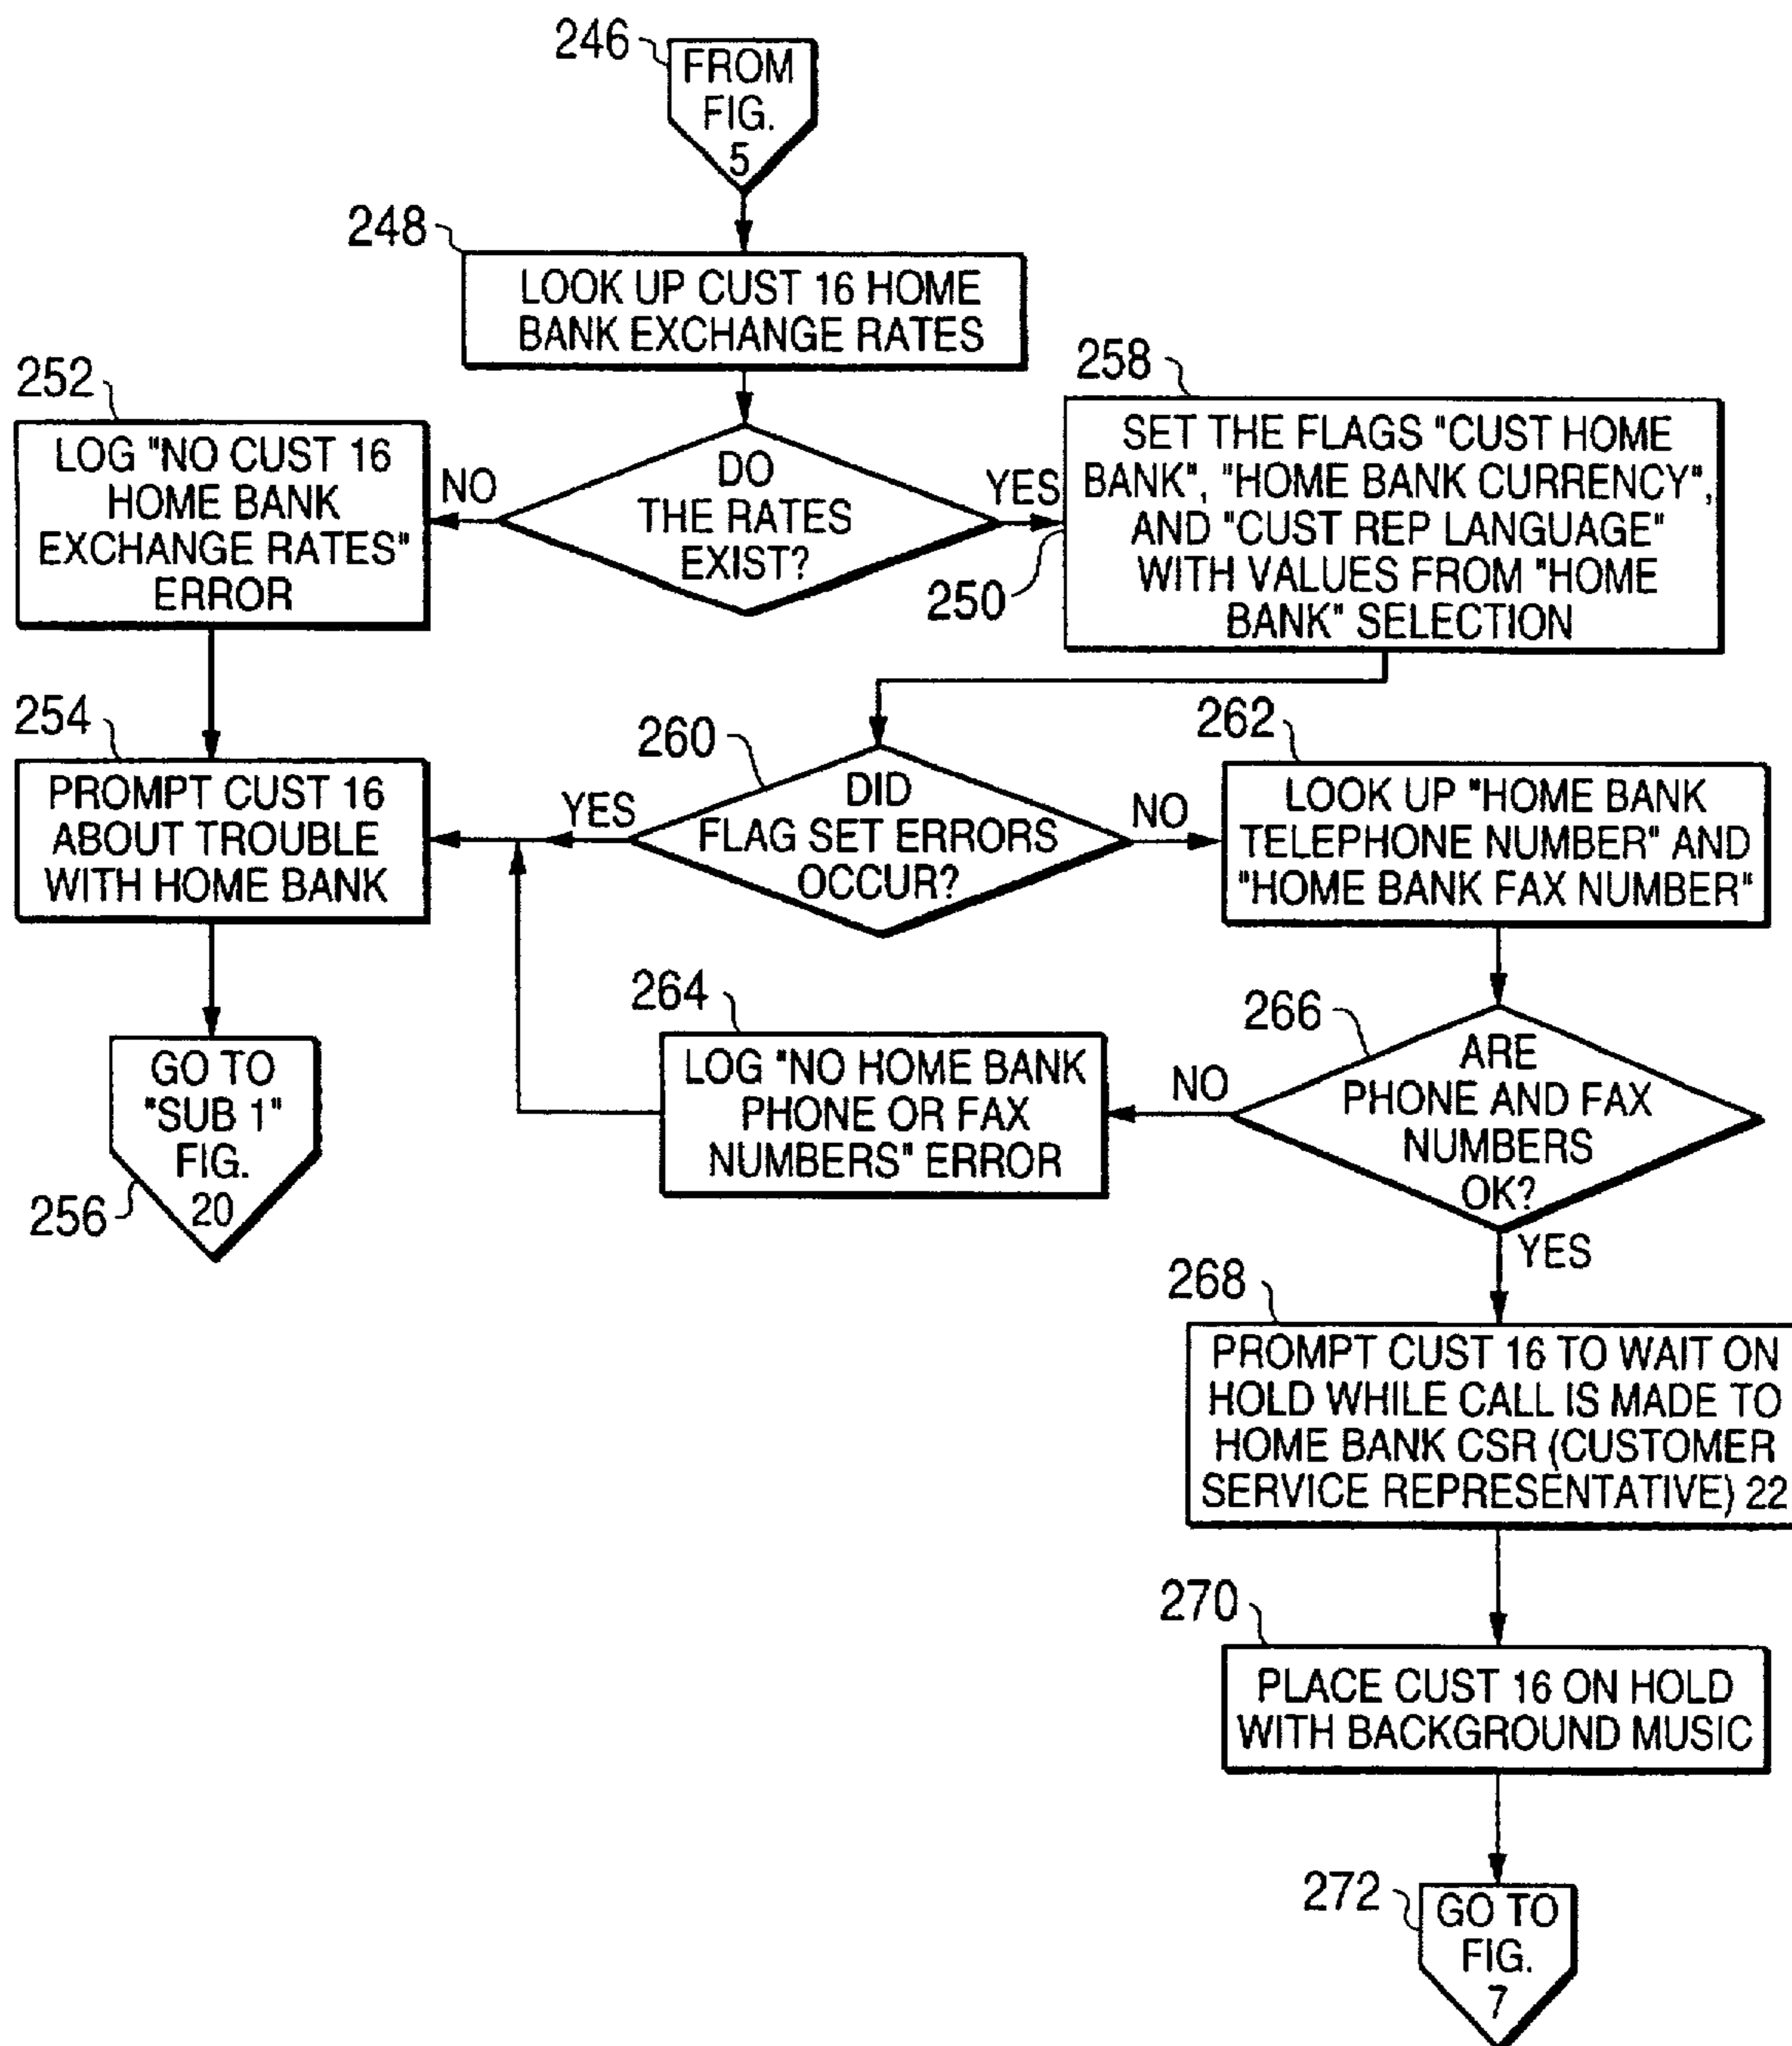 246
FROM
FIG.
5
248
LOOK UP CUST 16 HOME
BANK EXCHANGE RATES
252
LOG "NO CUST 16
HOME BANK
EXCHANGE RATES"
ERROR
NO
DO
THE RATES
EXIST?
YES
250
258
SET THE FLAGS "CUST HOME
BANK", "HOME BANK CURRENCY",
AND "CUST REP LANGUAGE"
WITH VALUES FROM "HOME
BANK" SELECTION
254
PROMPT CUST 16
ABOUT TROUBLE
WITH HOME BANK
YES
260
DID
FLAG SET ERRORS
OCCUR?
NO
262
LOOK UP "HOME BANK
TELEPHONE NUMBER" AND
"HOME BANK FAX NUMBER"
256
GO TO
"SUB 1"
FIG.
20
264
LOG "NO HOME BANK
PHONE OR FAX
NUMBERS" ERROR
NO
266
ARE
PHONE AND FAX
NUMBERS
OK?
YES
268
PROMPT CUST 16 TO WAIT ON
HOLD WHILE CALL IS MADE TO
HOME BANK CSR (CUSTOMER
SERVICE REPRESENTATIVE) 22
270
PLACE CUST 16 ON HOLD
WITH BACKGROUND MUSIC
272
GO TO
FIG.
7